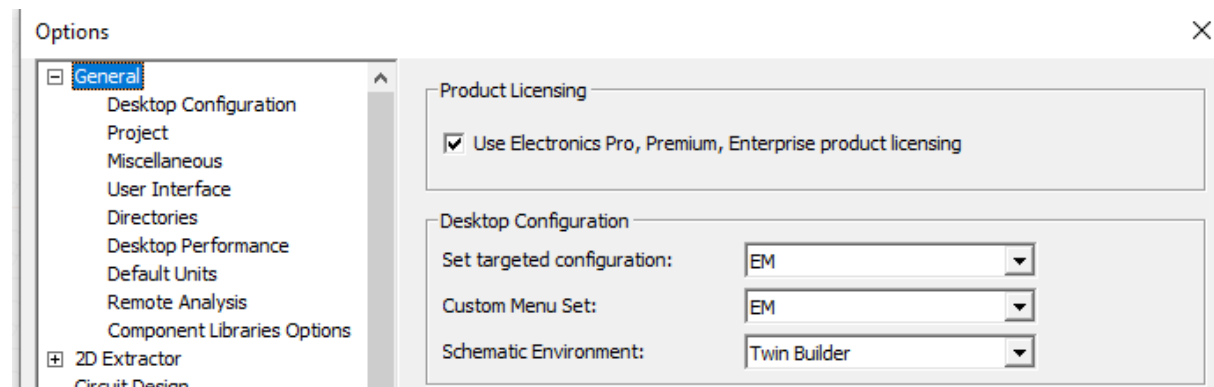 Options
General
Desktop Configuration
Project
Miscellaneous
User Interface
Directories
Desktop Performance
Default Units
Remote Analysis
Component Libraries Options
2D Extractor
Circuit Design
Product Licensing
Use Electronics Pro, Premium, Enterprise product licensing
Desktop Configuration
Set targeted configuration: EM
Custom Menu Set: EM
Schematic Environment: Twin Builder